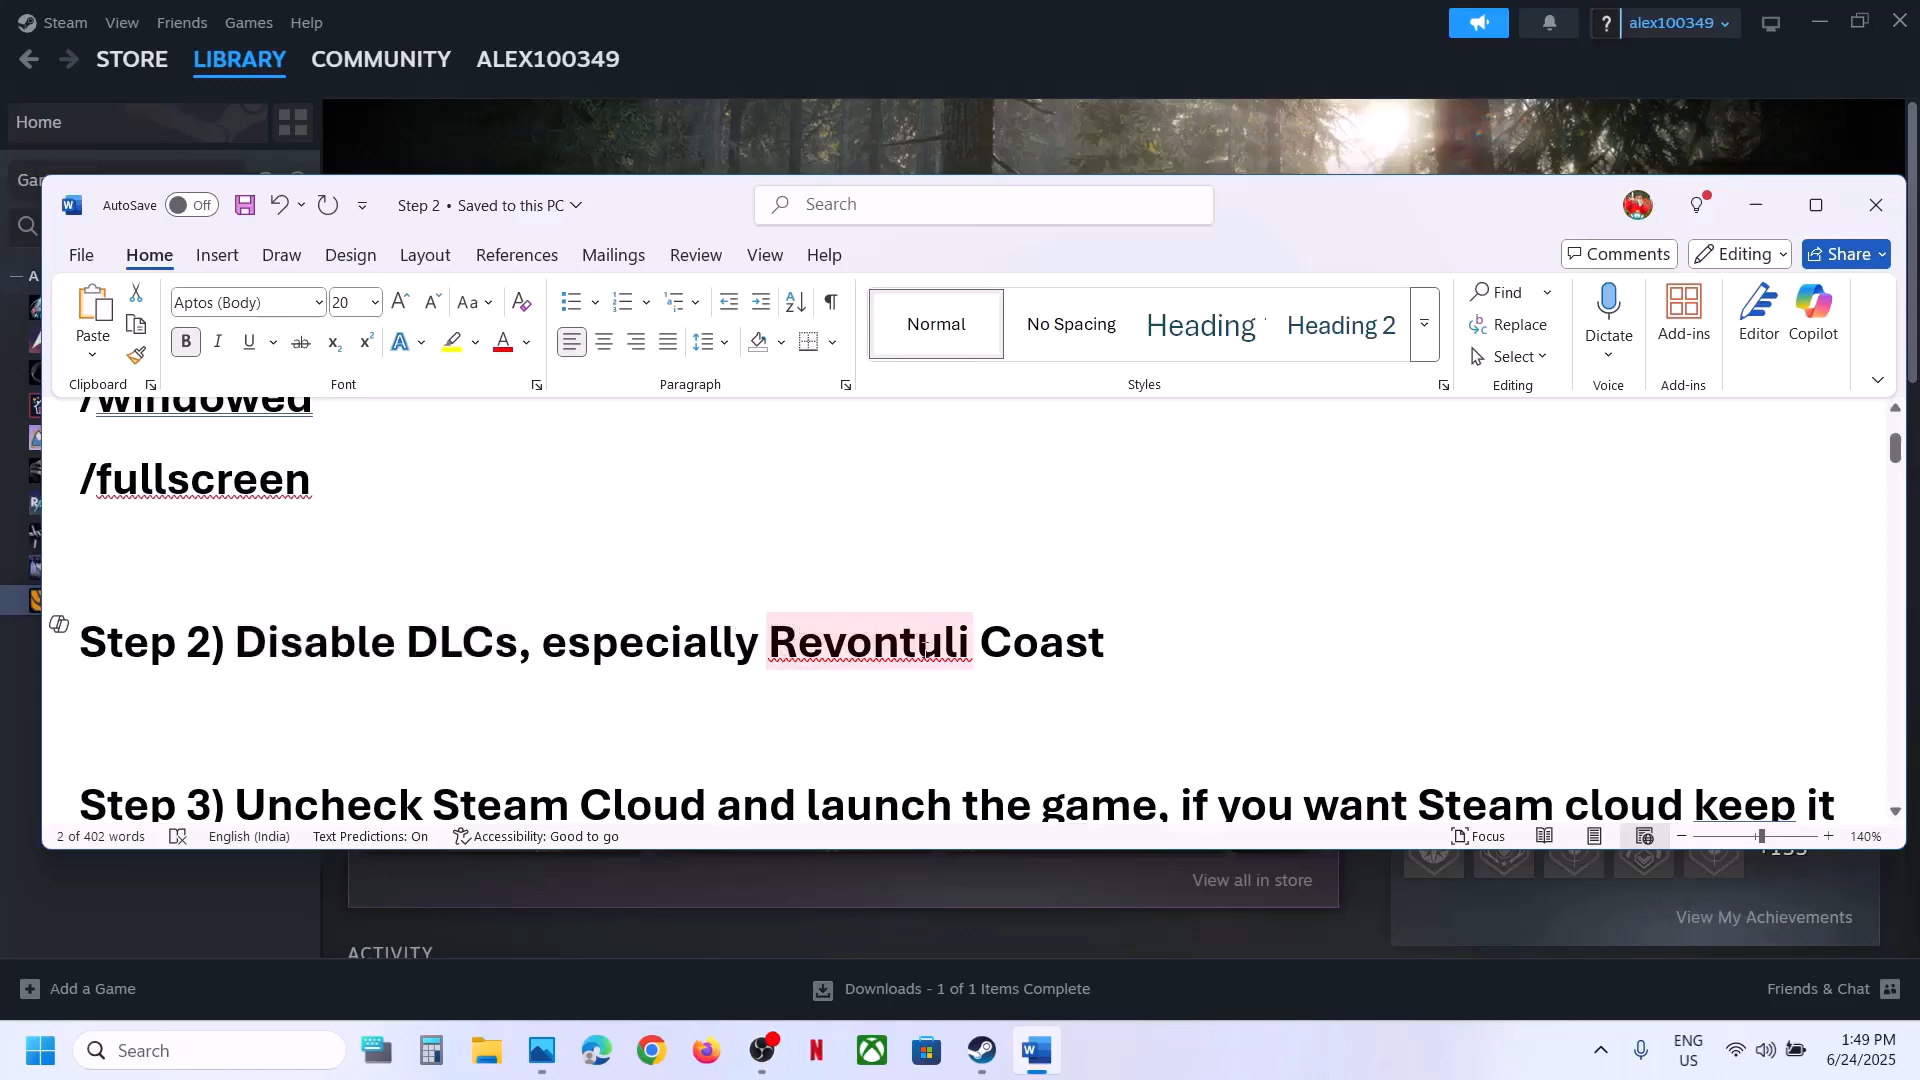 Steam View Friends Games Help
alex100349
STORE LIBRARY COMMUNITY ALEX100349
Home
AutoSave Off
Step 2 • Saved to this PC
Search
File Home Insert Draw Design Layout References Mailings Review View Help
Comments Editing Share
Paste
Clipboard
Aptos (Body) 20
Font
Paragraph
Normal
No Spacing
Heading
Heading 2
Styles
Find
Replace
Select
Editing
Dictate
Voice
Add-ins
Add-ins
Editor
Copilot
/windowed
/fullscreen
Step 2) Disable DLCs, especially Revontuli Coast
Step 3) Uncheck Steam Cloud and launch the game, if you want Steam cloud keep it
2 of 402 words English (India) Text Predictions: On Accessibility: Good to go Focus 140%
View all in store
View My Achievements
ACTIVITY
Add a Game
Downloads - 1 of 1 Items Complete
Friends & Chat
Search
ENG
US
1:49 PM
6/24/2025